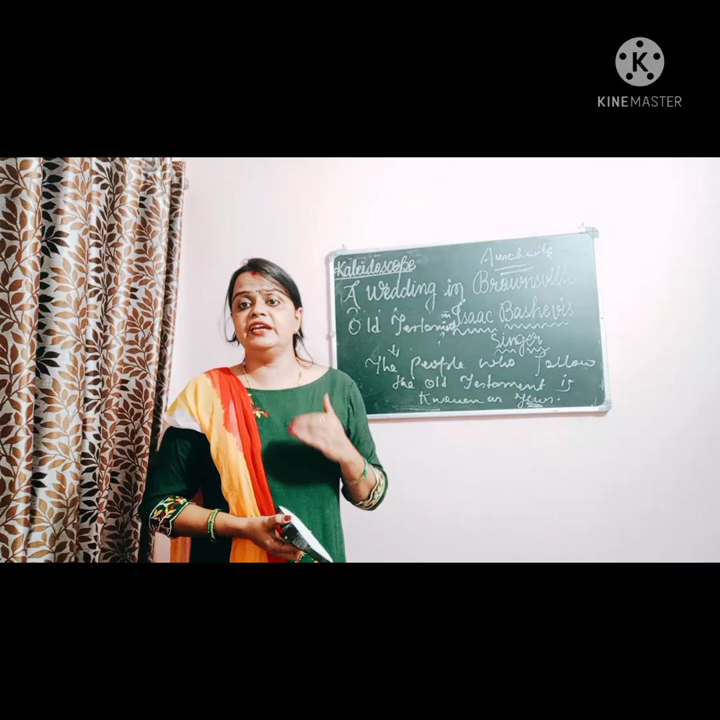 KINEMASTER
Kaleidoscope
Auschwitz
A Wedding in Brownsville
Isaac Bashevis
Old Testament
Singer
The people who follow
the Old Testament is
Known as Jews.